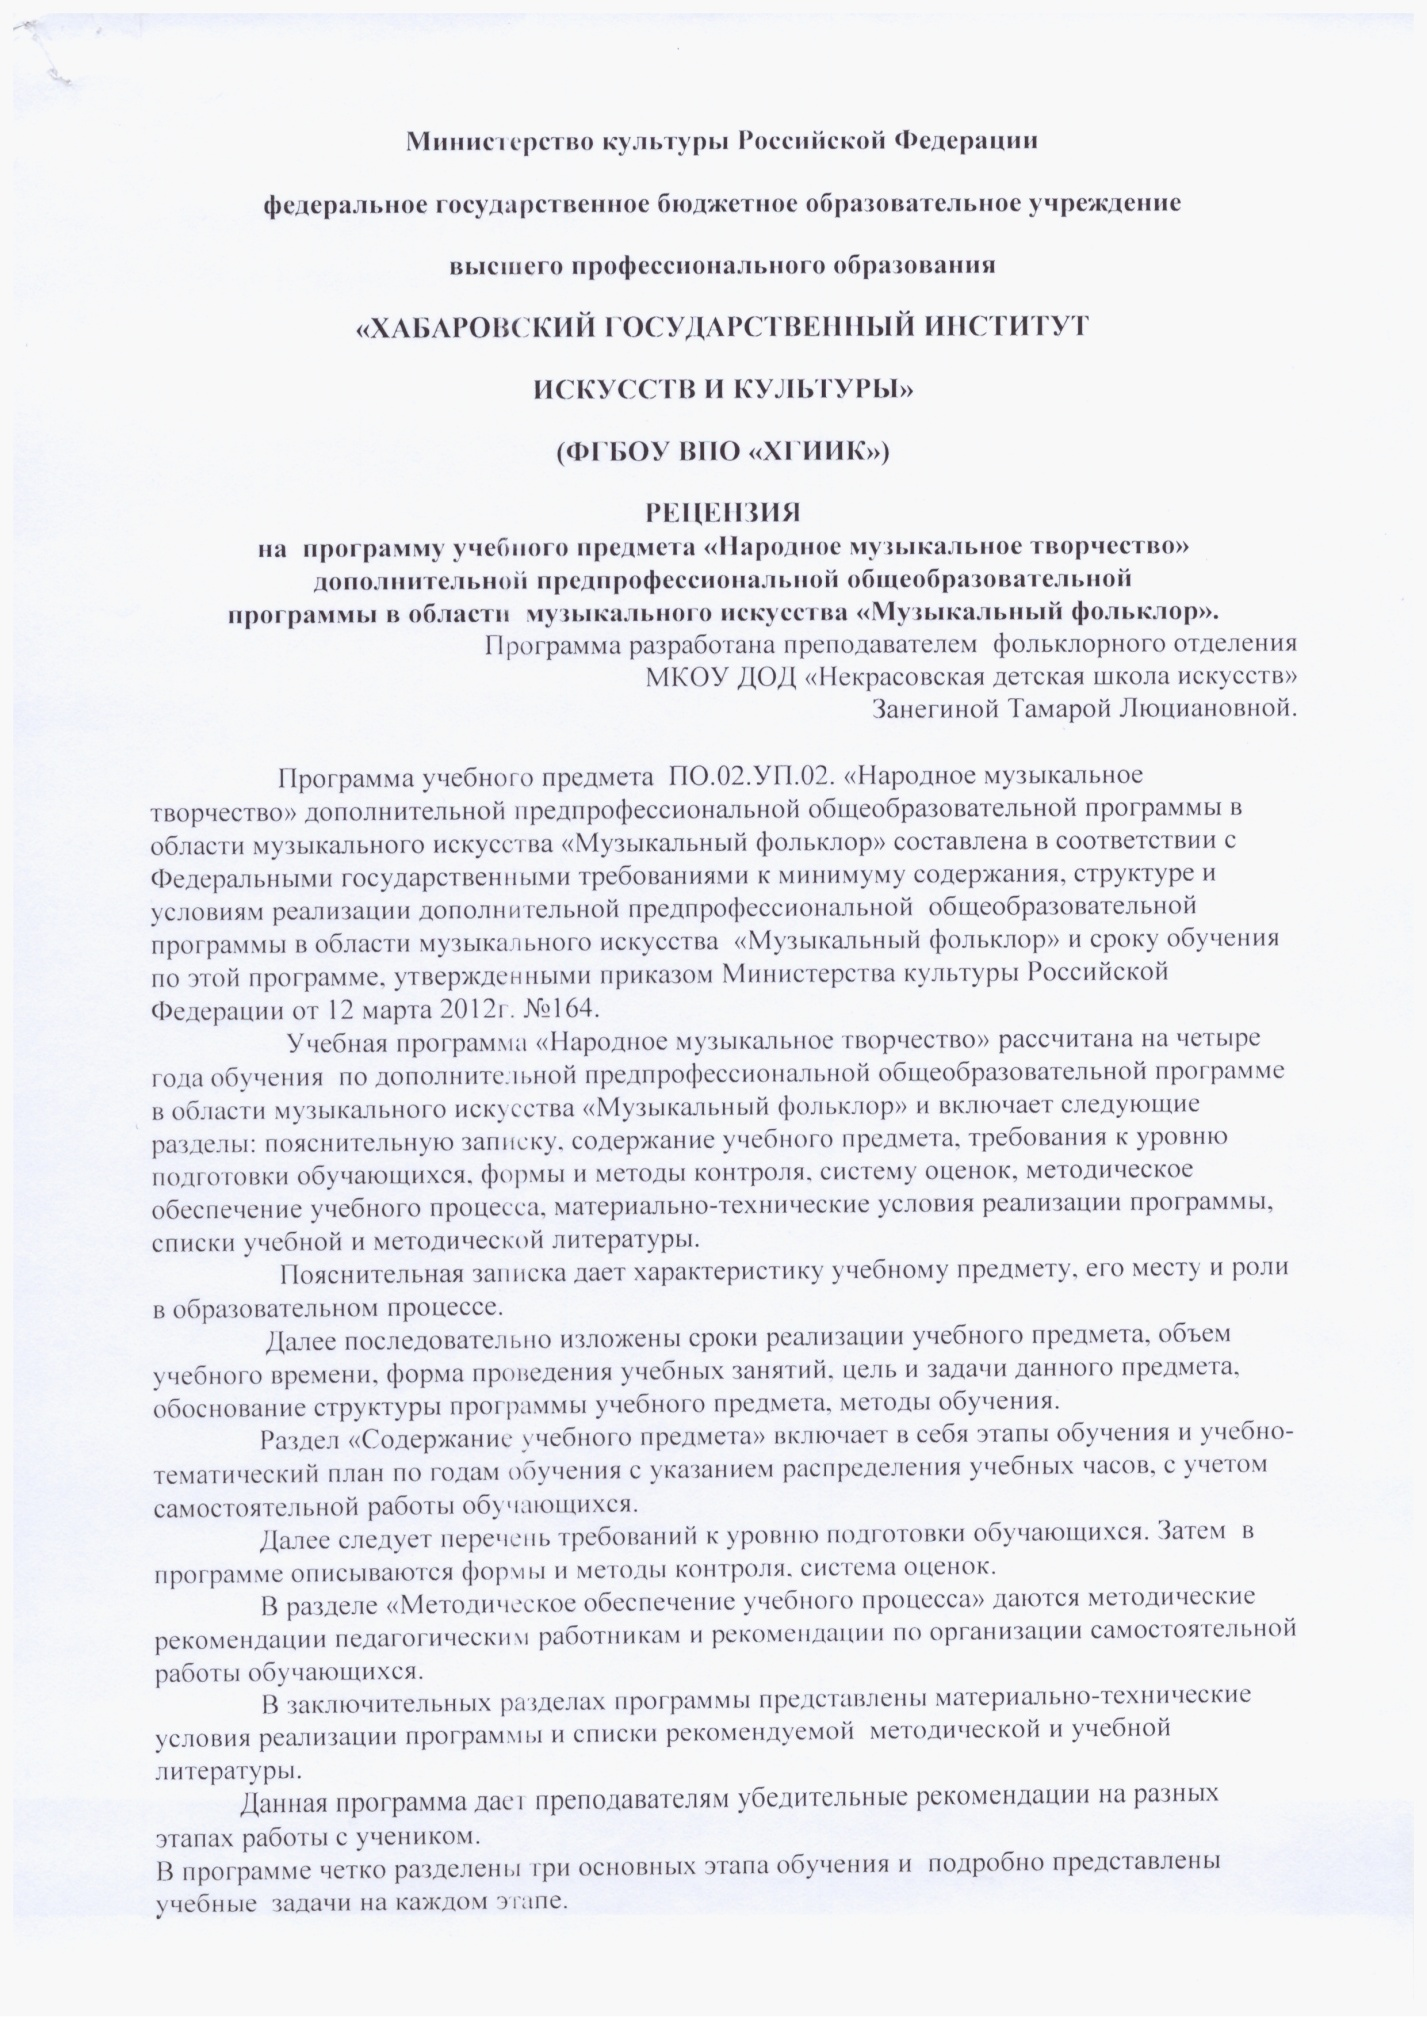 Министерство культуры Российской Федерации
федеральное государственное бюджетное образовательное учреждение
высшего профессионального образования
«ХАБАРОВСКИЙ ГОСУДАРСТВЕННЫЙ ИНСТИТУТ
ИСКУССТВ И КУЛЬТУРЫ»
(ФГБОУ ВПО «ХГИИК»)
РЕЦЕНЗИЯ
на программу учебного предмета «Народное музыкальное творчество»
дополнительной предпрофессиональной общеобразовательной
программы в области музыкального искусства «Музыкальный фольклор».
Программа разработана преподавателем фольклорного отделения
МКОУ ДОД «Некрасовская детская школа искусств»
Занегиной Тамарой Люциановной.
Программа учебного предмета ПО.02.УП.02. «Народное музыкальное
творчество» дополнительной предпрофессиональной общеобразовательной программы в
области музыкального искусства «Музыкальный фольклор» составлена в соответствии с
Федеральными государственными требованиями к минимуму содержания, структуре и
условиям реализации дополнительной предпрофессиональной общеобразовательной
программы в области музыкального искусства «Музыкальный фольклор» и сроку обучения
по этой программе, утвержденными приказом Министерства культуры Российской
Федерации от 12 марта 2012г. №164.
Учебная программа «Народное музыкальное творчество» рассчитана на четыре
года обучения по дополнительной предпрофессиональной общеобразовательной программе
в области музыкального искусства «Музыкальный фольклор» и включает следующие
разделы: пояснительную записку, содержание учебного предмета, требования к уровню
подготовки обучающихся, формы и методы контроля, систему оценок, методическое
обеспечение учебного процесса, материально-технические условия реализации программы,
списки учебной и методической литературы.
Пояснительная записка дает характеристику учебному предмету, его месту и роли
в образовательном процессе.
Далее последовательно изложены сроки реализации учебного предмета, объем
учебного времени, форма проведения учебных занятий, цель и задачи данного предмета,
обоснование структуры программы учебного предмета, методы обучения.
Раздел «Содержание учебного предмета» включает в себя этапы обучения и учебно-
тематический план по годам обучения с указанием распределения учебных часов, с учетом
самостоятельной работы обучающихся.
Далее следует перечень требований к уровню подготовки обучающихся. Затем в
программе описываются формы и методы контроля, система оценок.
В разделе «Методическое обеспечение учебного процесса» даются методические
рекомендации педагогическим работникам и рекомендации по организации самостоятельной
работы обучающихся.
В заключительных разделах программы представлены материально-технические
условия реализации программы и списки рекомендуемой методической и учебной
литературы.
Данная программа дает преподавателям убедительные рекомендации на разных
этапах работы с учеником.
В программе четко разделены три основных этапа обучения и подробно представлены
учебные задачи на каждом этапе.